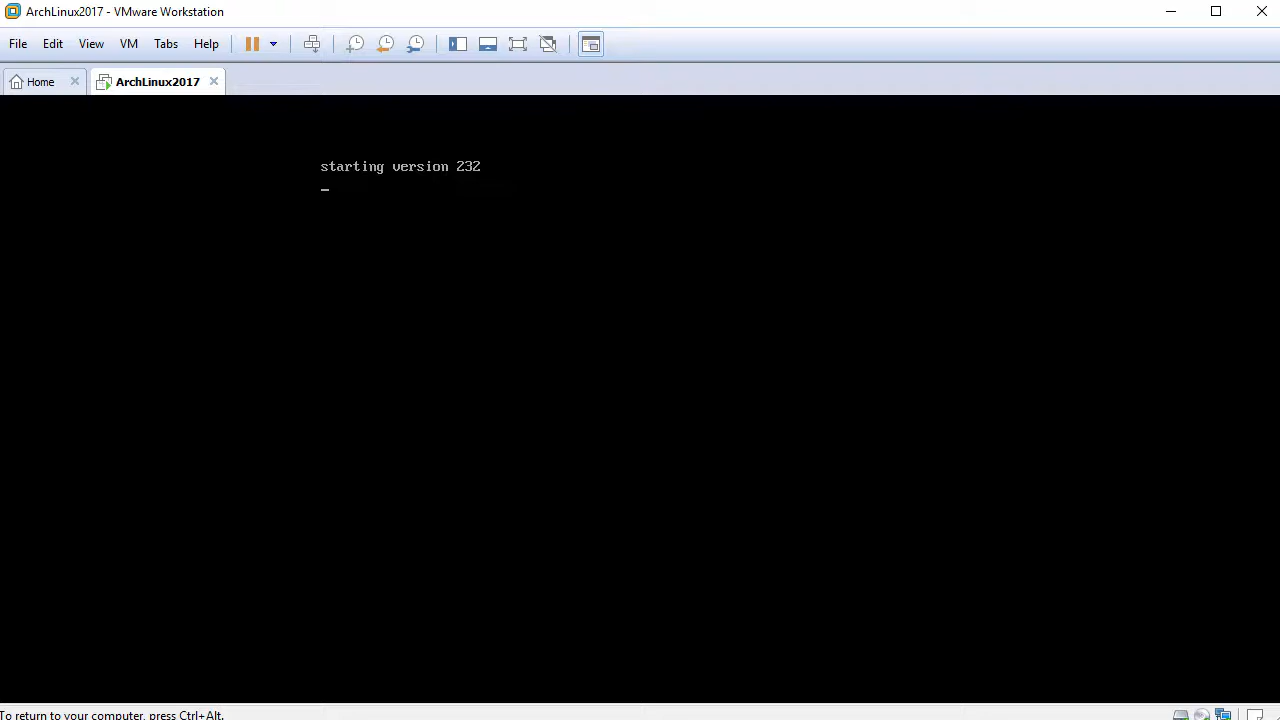 ArchLinux2017 - VMware Workstation
File Edit View VM Tabs Help
Home ArchLinux2017
starting version 232
To return to your computer, press Ctrl+Alt.